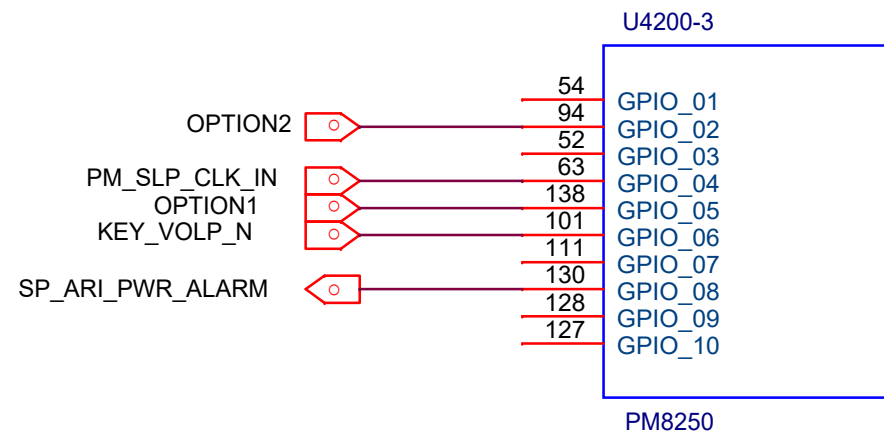 U4200-3
54 GPIO_01
OPTION2 94 GPIO_02
52 GPIO_03
PM_SLP_CLK_IN 63 GPIO_04
OPTION1 138 GPIO_05
KEY_VOLP_N 101 GPIO_06
111 GPIO_07
SP_ARI_PWR_ALARM 130 GPIO_08
128 GPIO_09
127 GPIO_10
PM8250